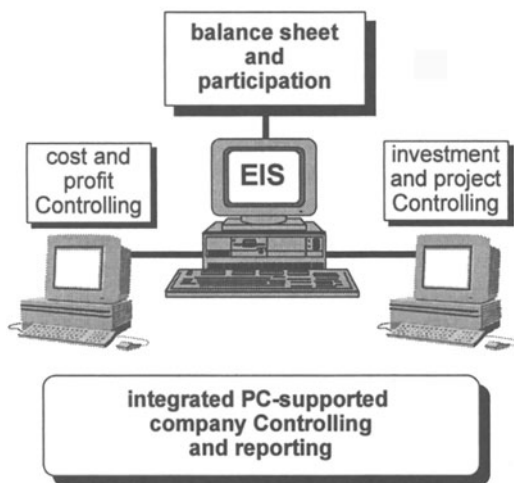 balance sheet
and
participation
cost and
profit
Controlling
EIS
investment
and project
Controlling
integrated PC-supported
company Controlling
and reporting